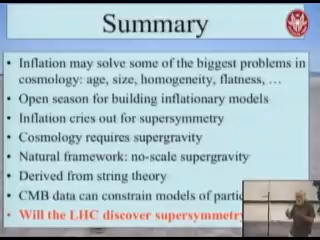 Summary
• Inflation may solve some of the biggest problems in
cosmology: age, size, homogeneity, flatness, …
• Open season for building inflationary models
• Inflation cries out for supersymmetry
• Cosmology requires supergravity
• Natural framework: no-scale supergravity
• Derived from string theory
• CMB data can constrain models of
• Will the LHC discover supersymmetry